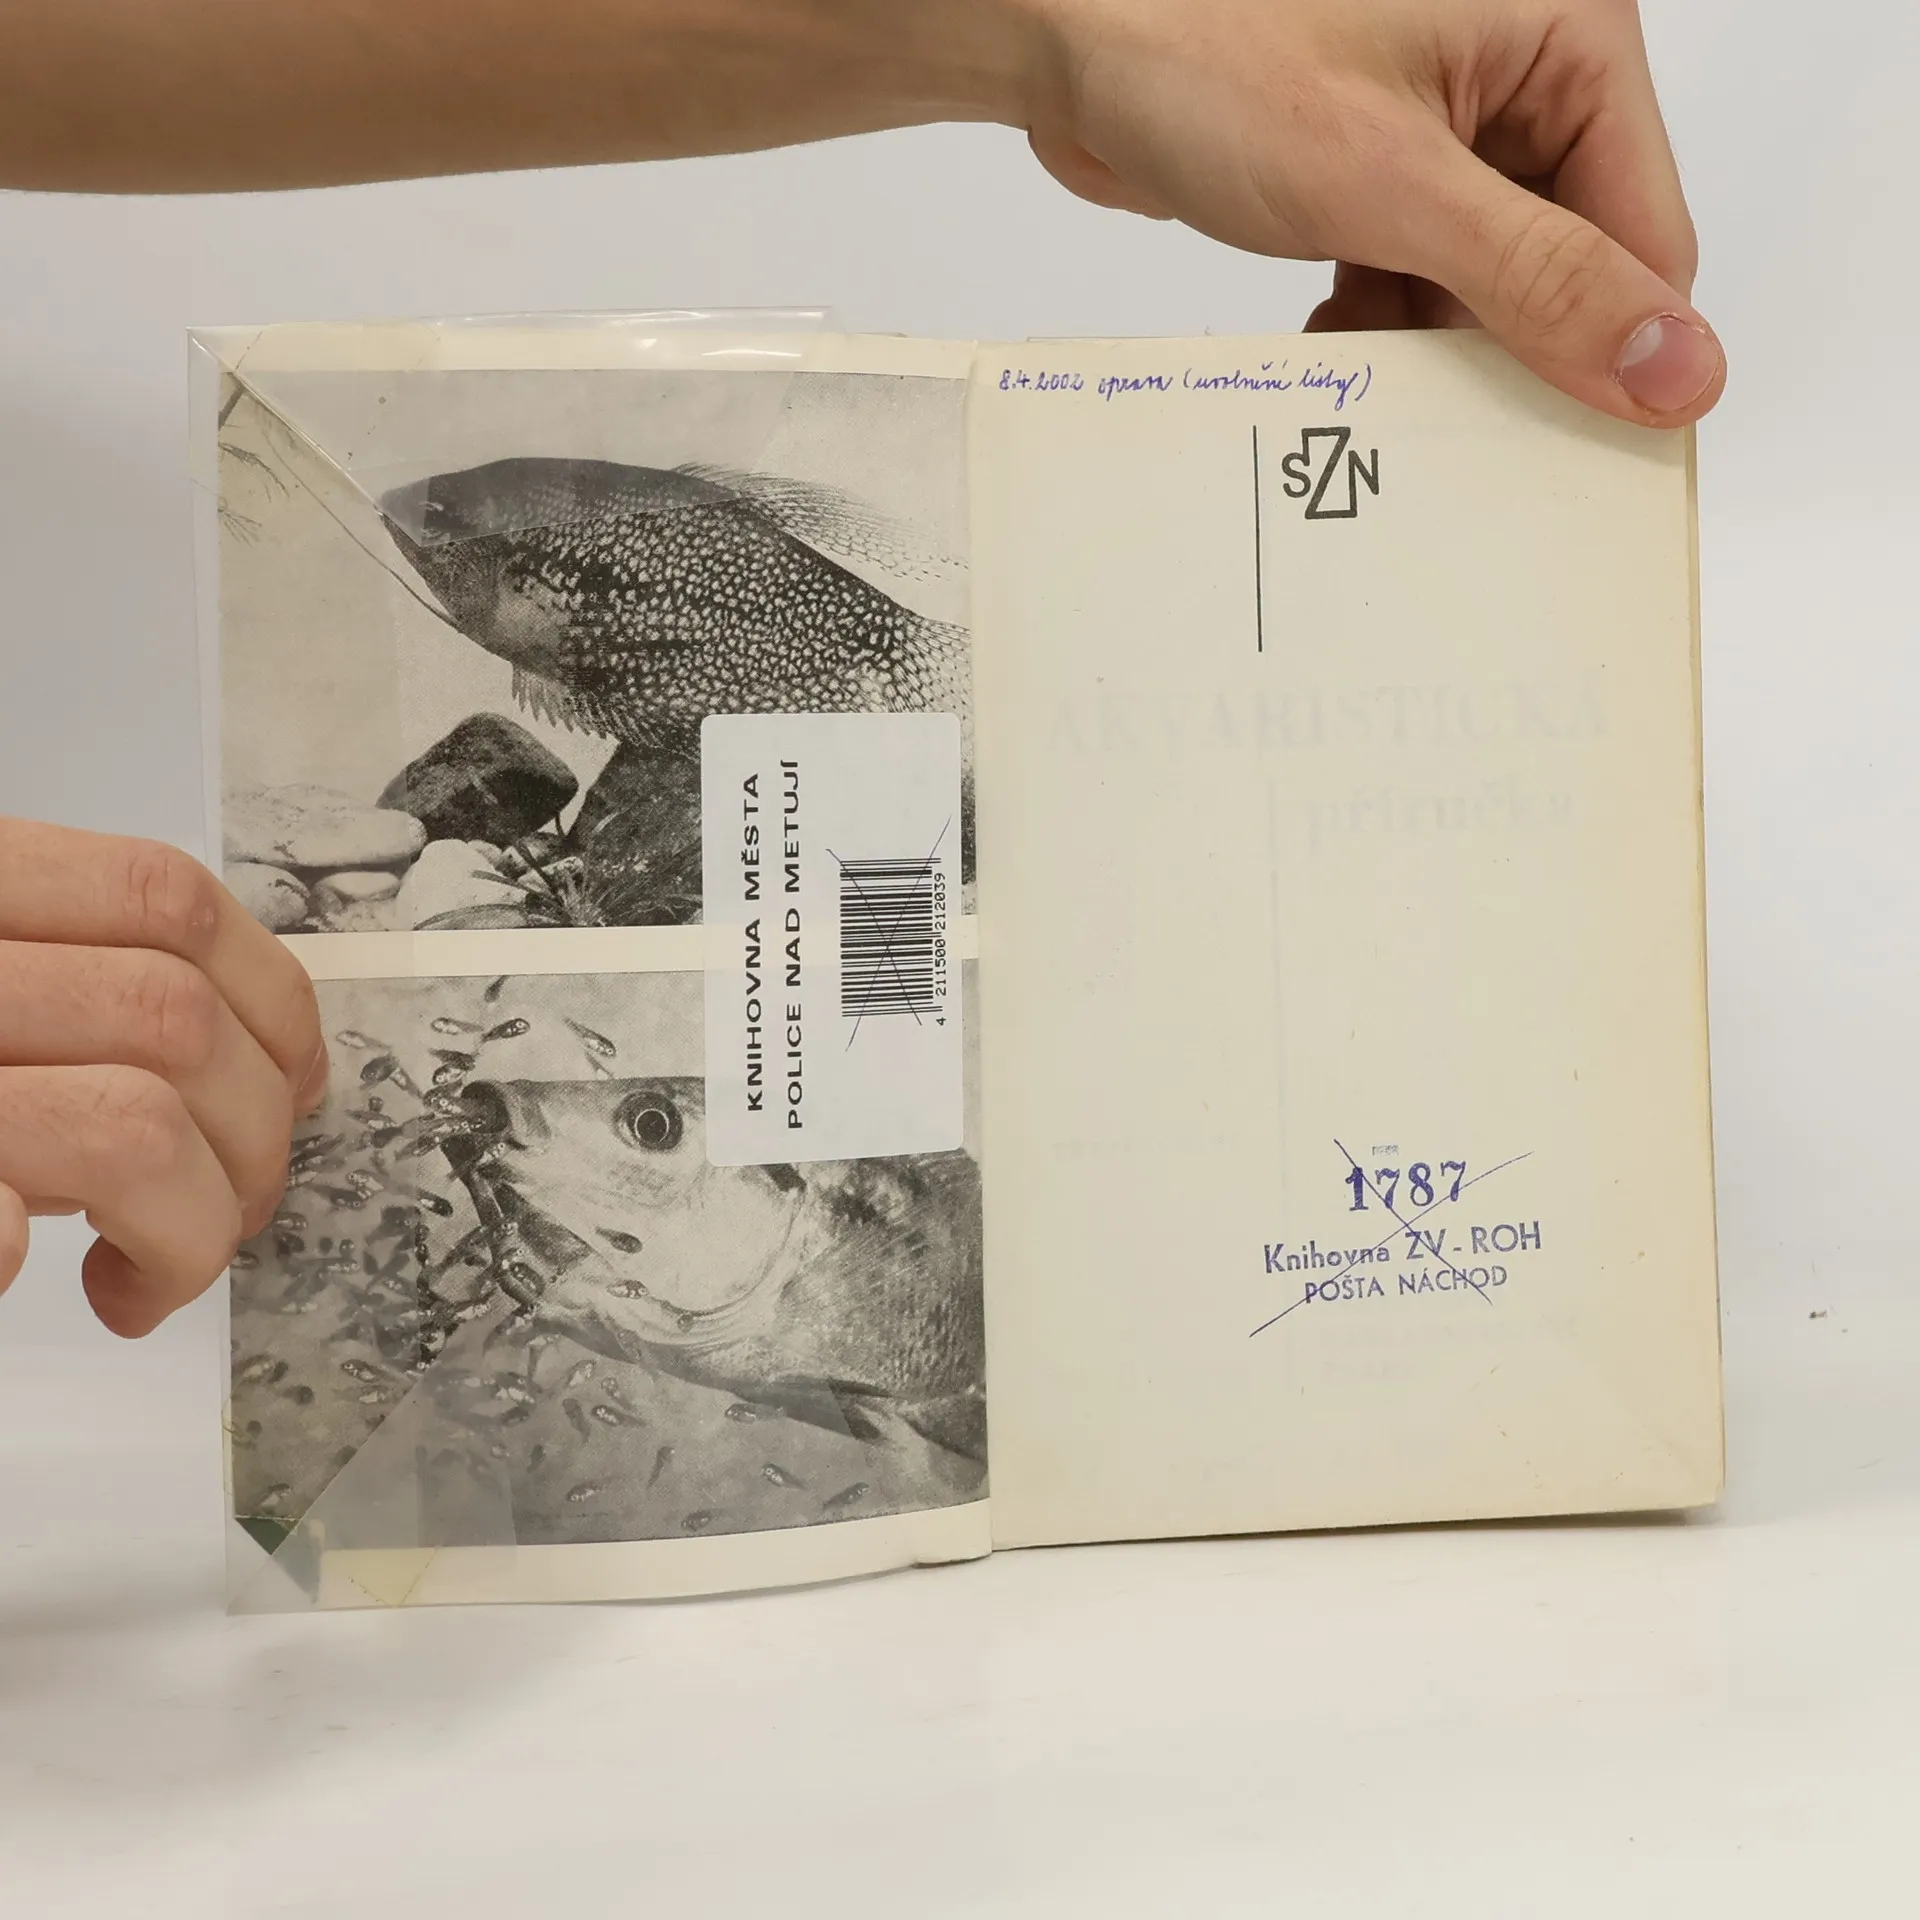 KNIHOVNA MĚSTA
POLICE NAD METUJÍ
4 211500 212039
8.4.2002 oprava (uvolnění listy)
SZN
AKVARISTICKÁ
příručka
1787
Knihovna ZV-ROH
POŠTA NÁCHOD